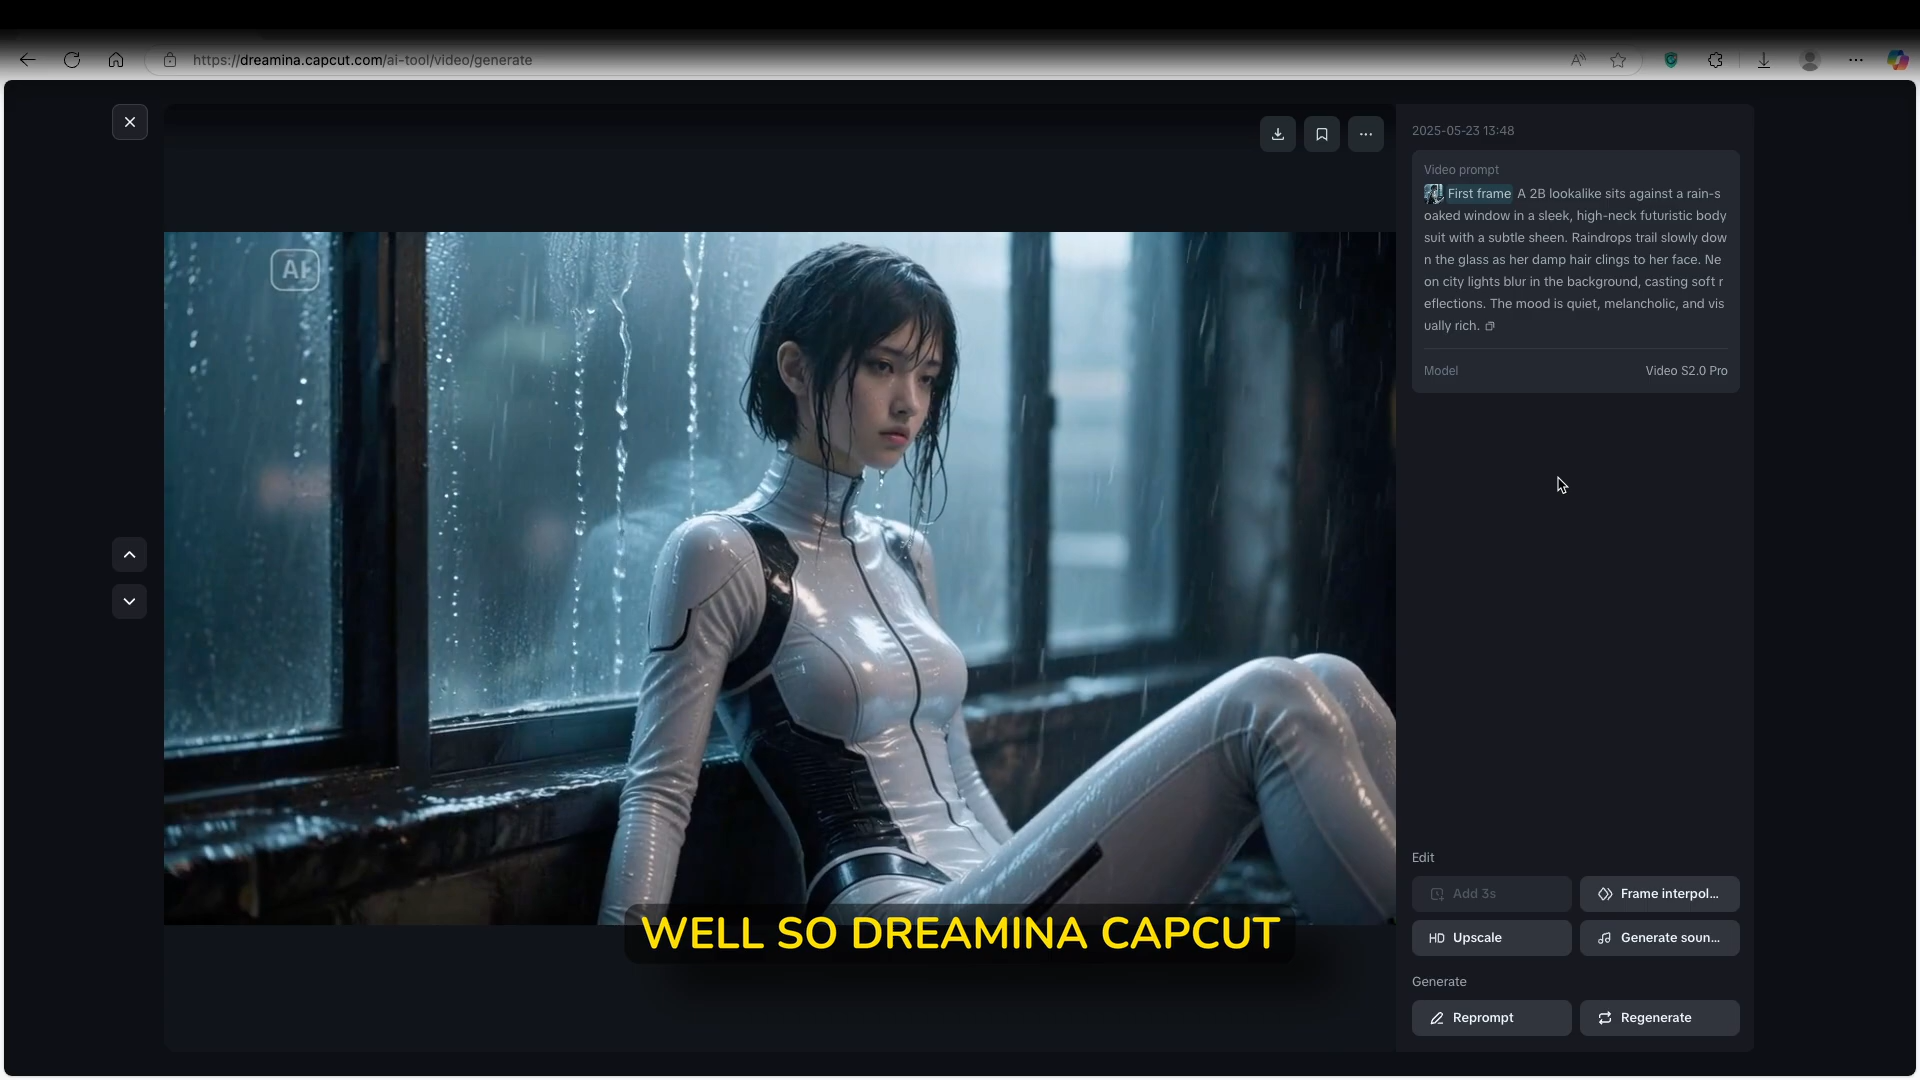 https://dreamina.capcut.com/ai-tool/video/generate
2025-05-23 13:48
Video prompt
First frame A 2B lookalike sits against a rain-s
oaked window in a sleek, high-neck futuristic body
suit with a subtle sheen. Raindrops trail slowly dow
n the glass as her damp hair clings to her face. Ne
on city lights blur in the background, casting soft r
eflections. The mood is quiet, melancholic, and vis
ually rich.
Model Video S2.0 Pro
AI
Edit
Add 3s Frame interpol...
HD Upscale Generate soun...
WELL SO DREAMINA CAPCUT
Generate
Reprompt Regenerate